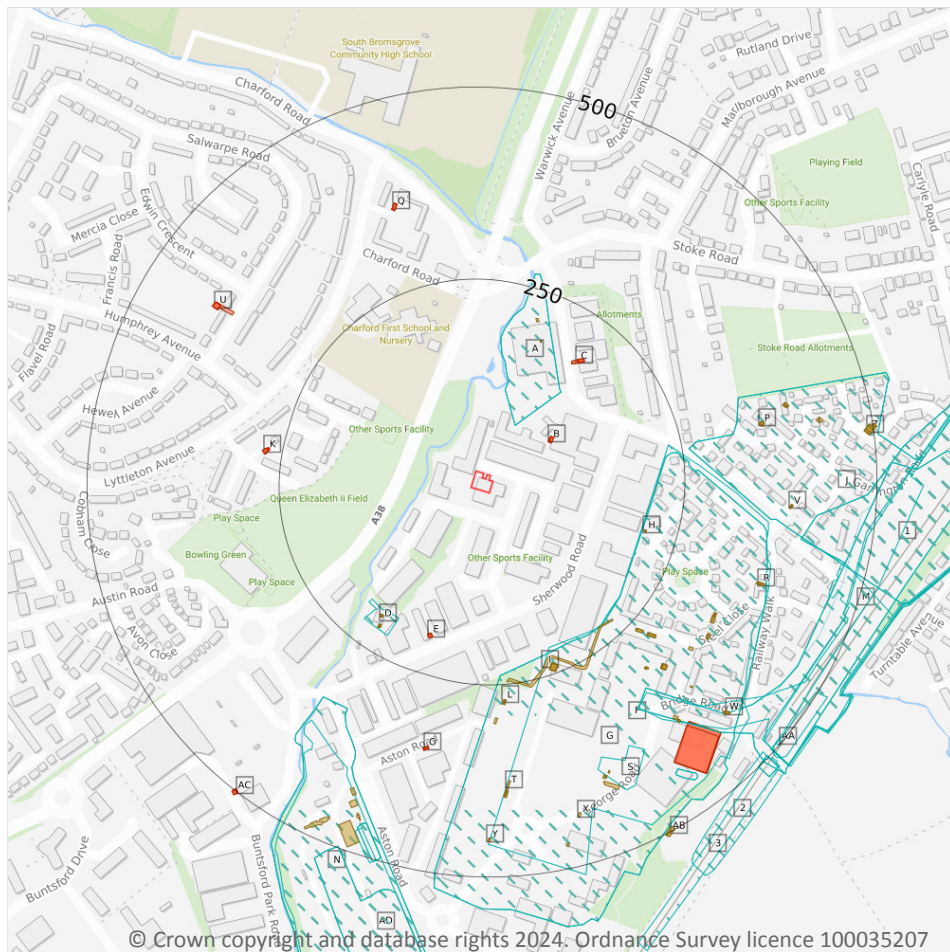 South Bromsgrove
Community High School
Rutland Drive
Marlborough Avenue
Charford Road
500
Warwick Avenue
Brueton Avenue
Salwarpe Road
Playing Field
Carlyle Road
Q
Other Sports Facility
Edwin Crescent
Mercia Close
Francis Road
Charford Road
Stoke Road
250
U
Allotments
Humphrey Avenue
Charford First School and
Nursery
A
C
Stoke Road Allotments
Flavel Road
Hewey Avenue
P
Z
Other Sports Facility
B
K
Lyttleton Avenue
J
Garrington Road
Queen Elizabeth Ii Field
V
A38
Play Space
H
1
Cobham Close
Bowling Green
Other Sports Facility
Sherwood Road
Play Space
Play Space
R
M
Austin Road
D
Steel Close
E
Railway Walk
Turntable Avenue
Avon Close
I
L
Bridge Road
F
W
G
AA
Aston Road
O
S
T
George Road
AC
X
2
Y
AB
3
Buntsford Drive
N
Aston Road
Buntsford Park Road
AD
© Crown copyright and database rights 2024. Ordnance Survey licence 100035207